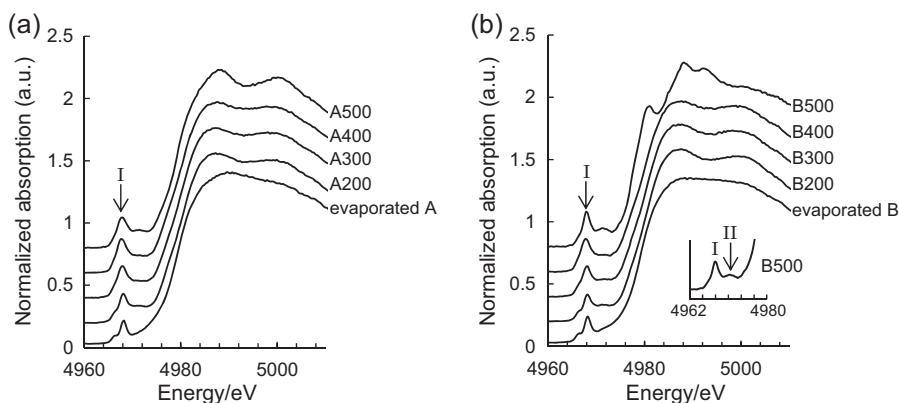 (a)
Normalized absorption (a.u.)
2.5
2
1.5
1
0.5
0
4960
4980
5000
Energy/eV
I
A500
A400
A300
A200
evaporated A
(b)
Normalized absorption (a.u.)
2.5
2
1.5
1
0.5
0
4960
4980
5000
Energy/eV
I
B500
B400
B300
B200
evaporated B
I
II
B500
4962
4980